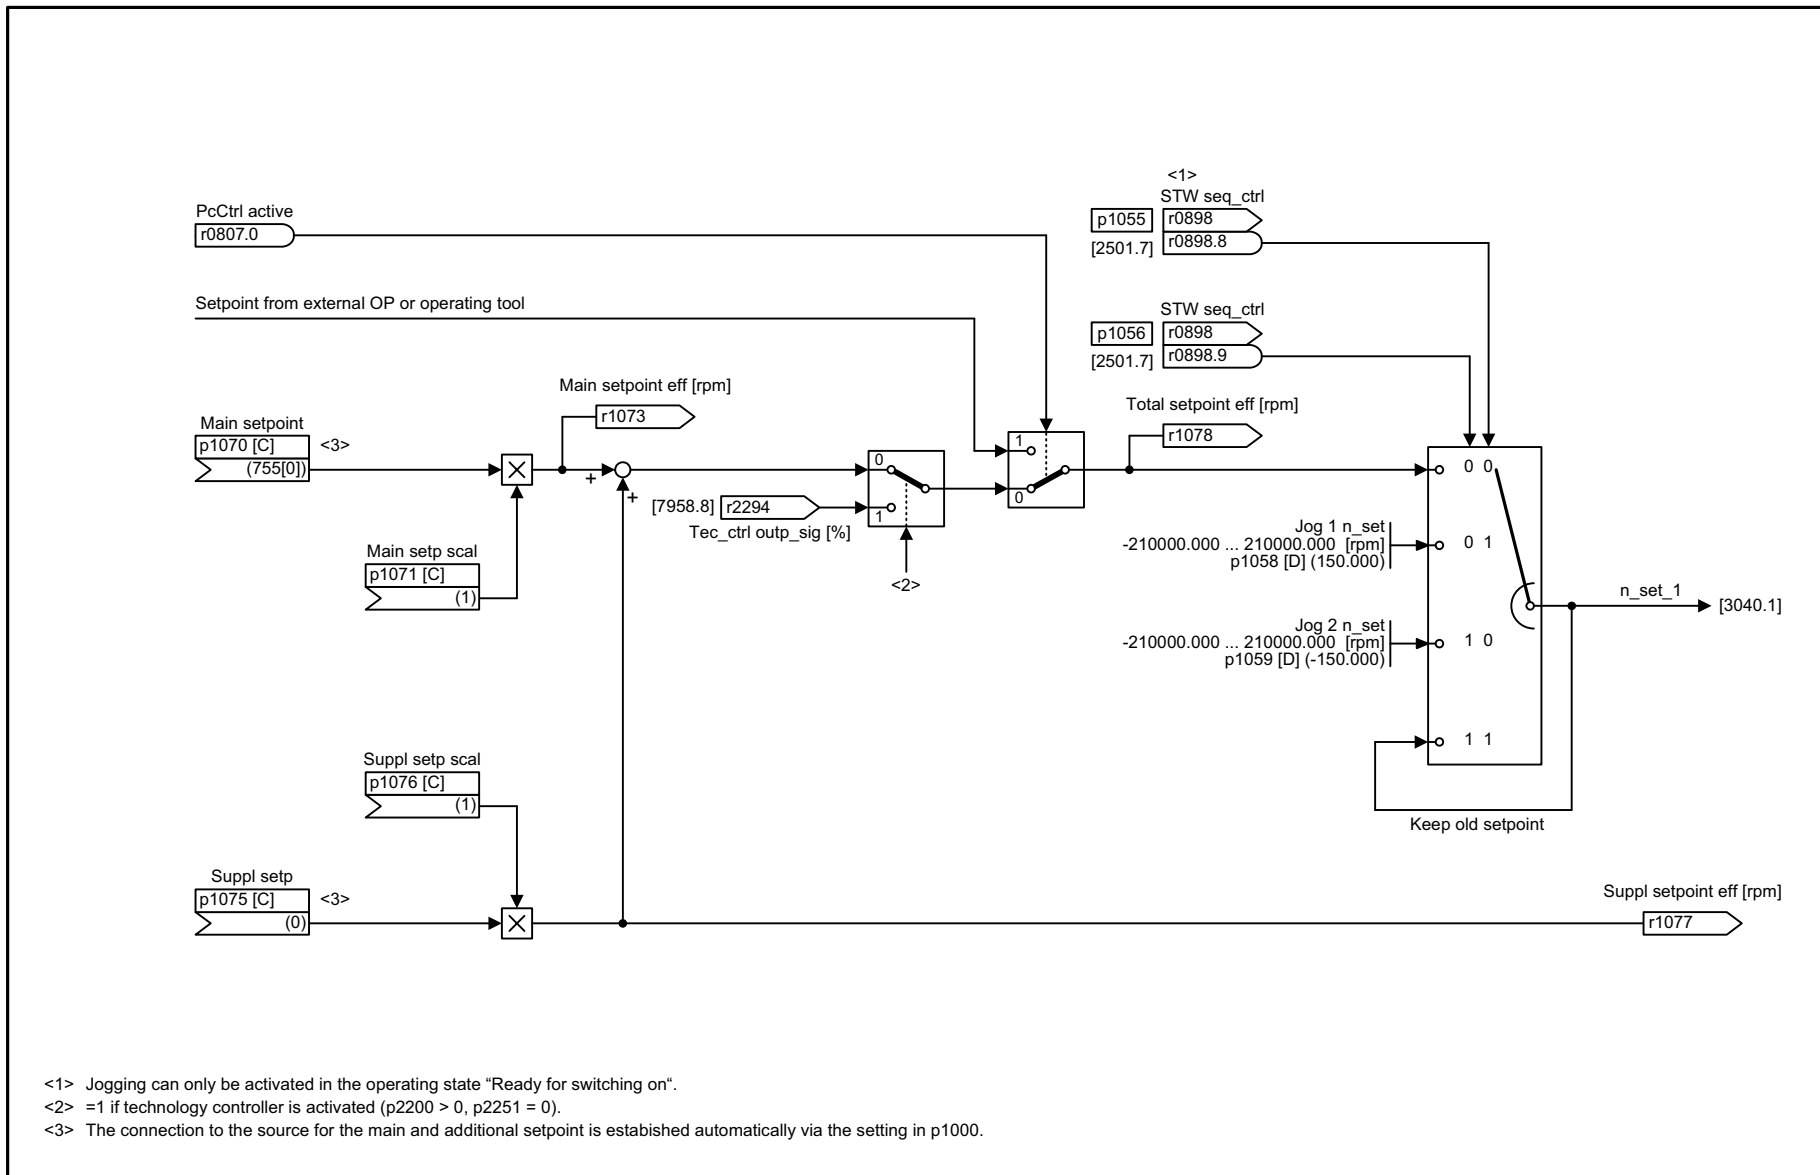 <1>
STW seq_ctrl
PcCtrl active
p1055
r0898
r0807.0
[2501.7]
r0898.8
Setpoint from external OP or operating tool
STW seq_ctrl
p1056
r0898
[2501.7]
r0898.9
Main setpoint eff [rpm]
r1073
Total setpoint eff [rpm]
r1078
Main setpoint
p1070 [C]
<3>
(755[0])
+
+
0
1
1
0
[7958.8]
r2294
Tec_ctrl outp_sig [%]
<2>
0 0
Main setp scal
p1071 [C]
(1)
Jog 1 n_set
-210000.000 ... 210000.000 [rpm]
p1058 [D] (150.000)
0 1
n_set_1
[3040.1]
Jog 2 n_set
-210000.000 ... 210000.000 [rpm]
p1059 [D] (-150.000)
1 0
1 1
Keep old setpoint
Suppl setp scal
p1076 [C]
(1)
Suppl setp
p1075 [C]
<3>
(0)
Suppl setpoint eff [rpm]
r1077
<1> Jogging can only be activated in the operating state “Ready for switching on“.
<2> =1 if technology controller is activated (p2200 > 0, p2251 = 0).
<3> The connection to the source for the main and additional setpoint is estabished automatically via the setting in p1000.